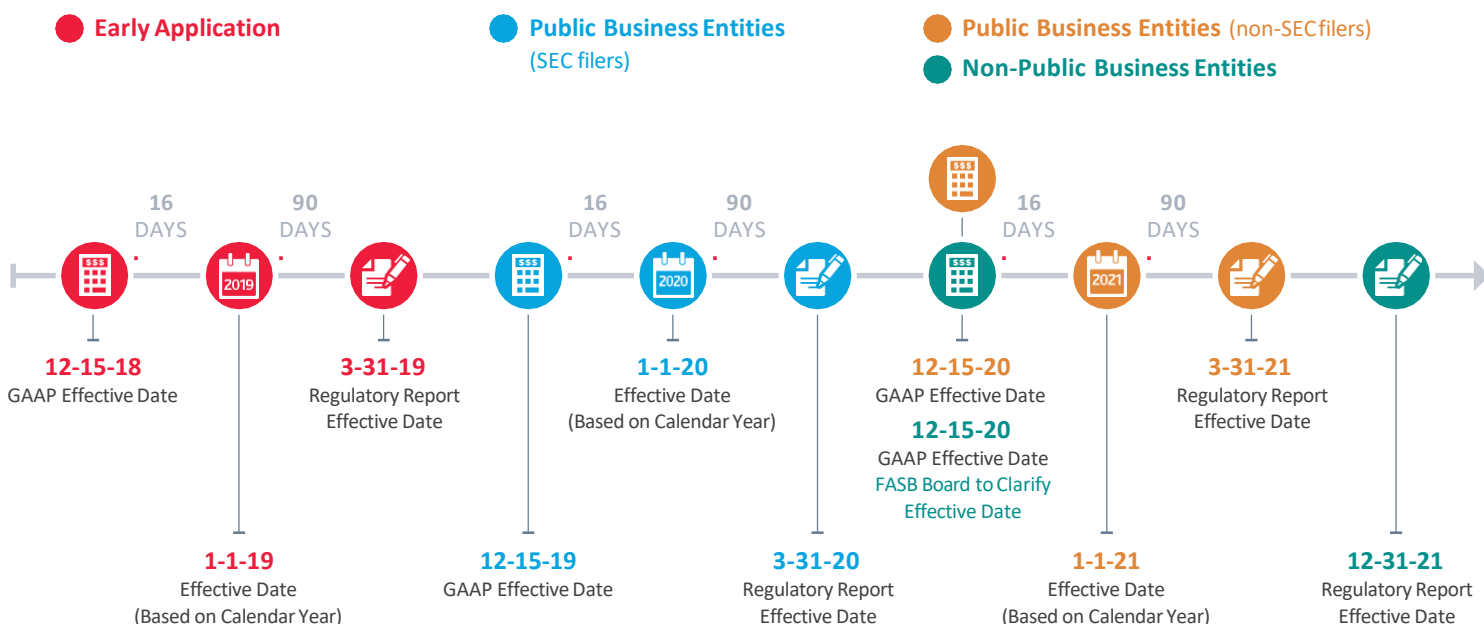 Early Application
Public Business Entities
(SEC filers)
Public Business Entities (non-SEC filers)
Non-Public Business Entities
16
DAYS
90
DAYS
16
DAYS
90
DAYS
16
DAYS
90
DAYS
$$$
2019
$$$
2020
$$$
$$$
2021
12-15-18
GAAP Effective Date
3-31-19
Regulatory Report
Effective Date
1-1-20
Effective Date
(Based on Calendar Year)
12-15-20
GAAP Effective Date
12-15-20
GAAP Effective Date
FASB Board to Clarify
Effective Date
3-31-21
Regulatory Report
Effective Date
1-1-19
Effective Date
(Based on Calendar Year)
12-15-19
GAAP Effective Date
3-31-20
Regulatory Report
Effective Date
1-1-21
Effective Date
(Based on Calendar Year)
12-31-21
Regulatory Report
Effective Date